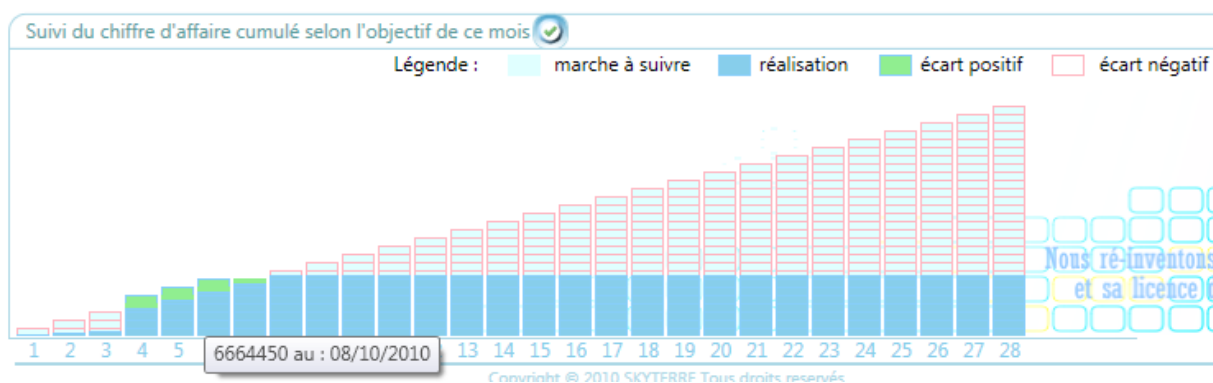 Suivi du chiffre d'affaire cumulé selon l'objectif de ce mois
Légende : marche à suivre réalisation écart positif écart négatif
Nous ré-inventons
et sa licence
1 2 3 4 5 13 14 15 16 17 18 19 20 21 22 23 24 25 26 27 28
6664450 au : 08/10/2010
Copyright © 2010 SKYTERRE Tous droits reservés